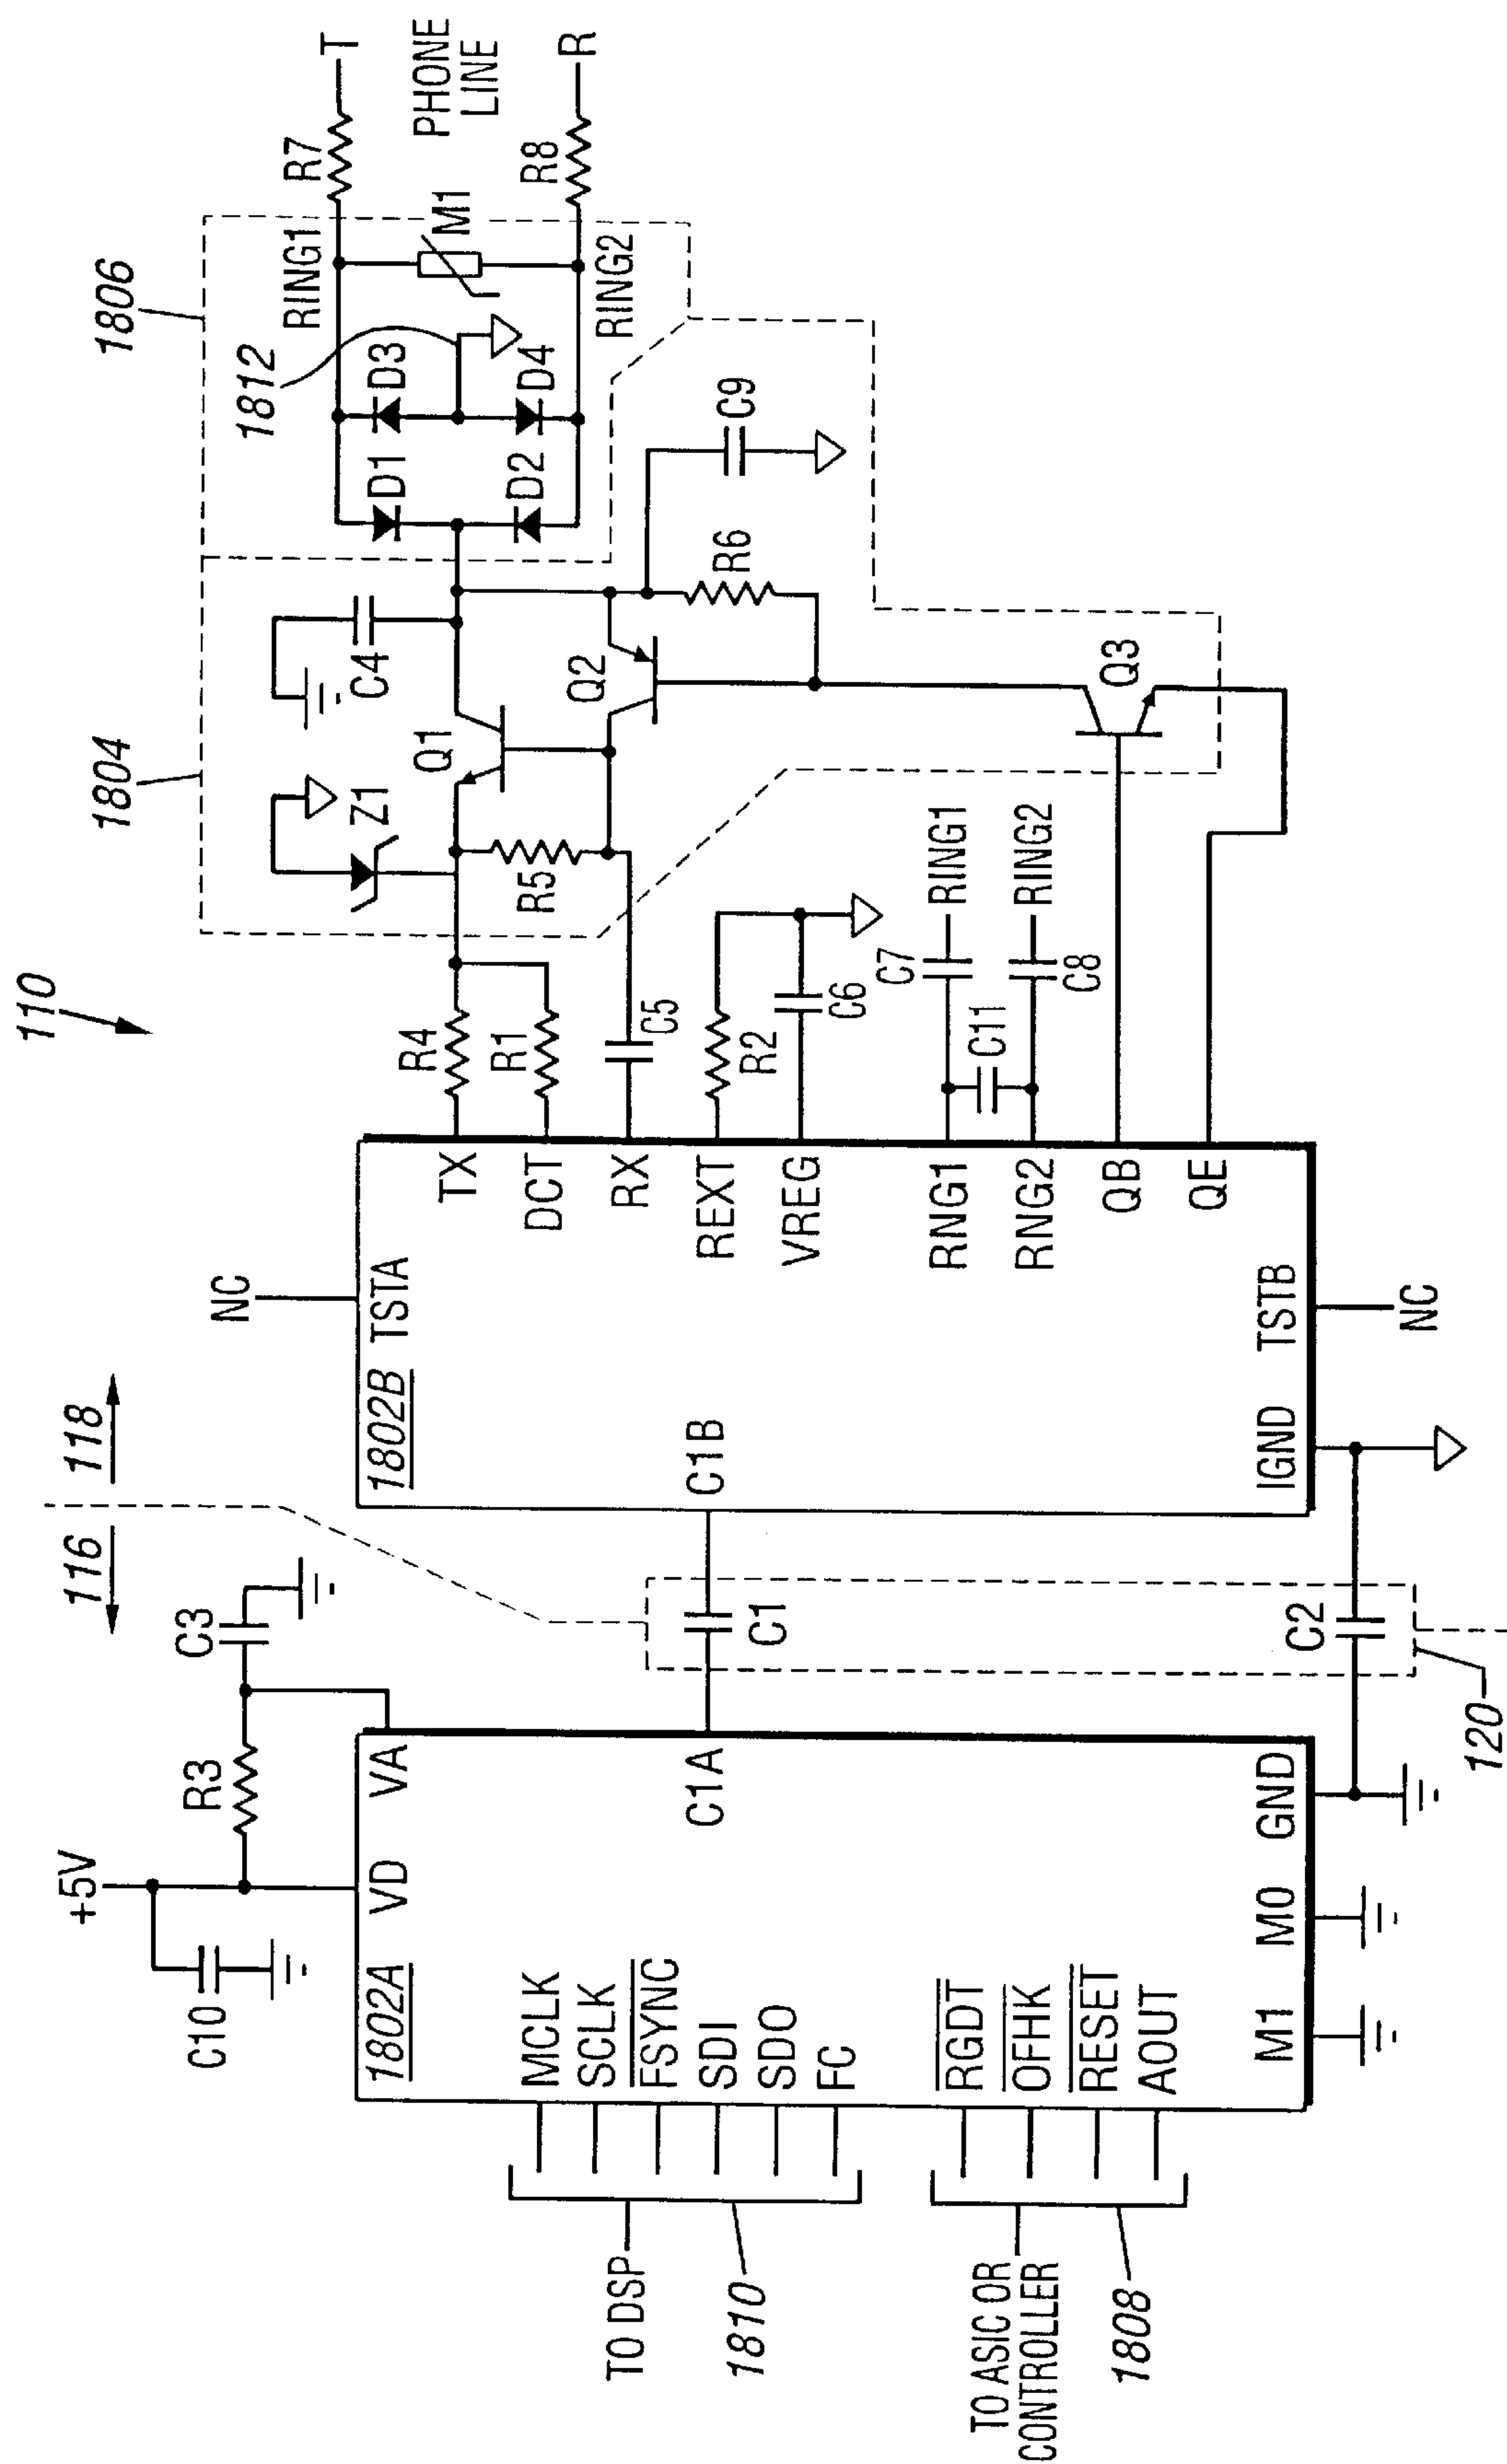 110
116
118
+5V
C10
R3
C3
1802A
VD
VA
MCLK
SCLK
FSYNC
SDI
SDO
FC
RGDT
OFHK
RESET
AOUT
M1
M0
GND
C1A
TO DSP
1810
TO ASIC OR
CONTROLLER
1808
C1
C2
120
NC
1802B
TSTA
C1B
TX
DCT
RX
REXT
VREG
RNG1
RNG2
QB
QE
IGND
TSTB
NC
R4
R1
C5
R2
C6
C7
RING1
C11
C8
RING2
1804
Z1
R5
Q1
C4
Q2
R6
C9
Q3
1806
1812
D1
D2
D3
D4
RING1
M1
RING2
R7
R8
T
PHONE
LINE
R